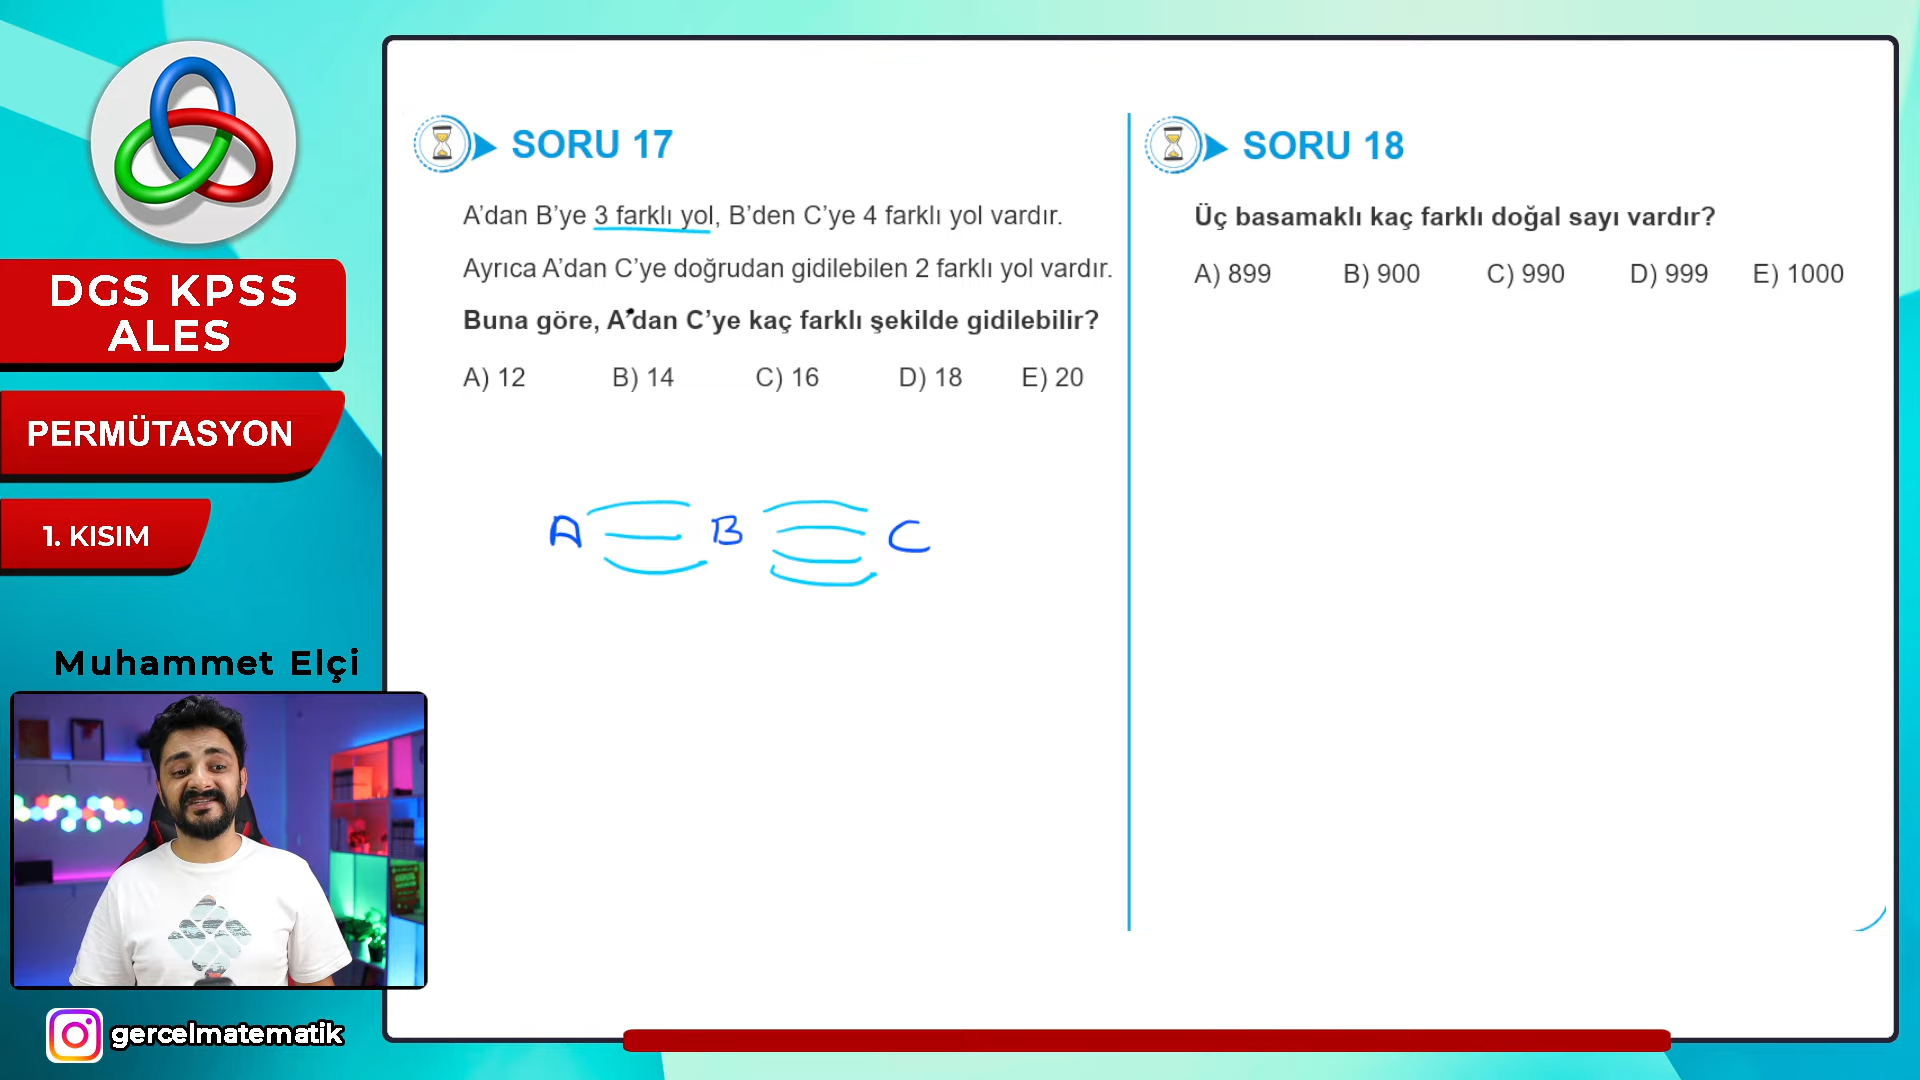 DGS KPSS
ALES
PERMÜTASYON
1. KISIM
Muhammet Elçi
gercelmatematik
SORU 17
A’dan B’ye 3 farklı yol, B’den C’ye 4 farklı yol vardır.
Ayrıca A’dan C’ye doğrudan gidilebilen 2 farklı yol vardır.
Buna göre, A’dan C’ye kaç farklı şekilde gidilebilir?
A) 12 B) 14 C) 16 D) 18 E) 20
A B C
SORU 18
Üç basamaklı kaç farklı doğal sayı vardır?
A) 899 B) 900 C) 990 D) 999 E) 1000